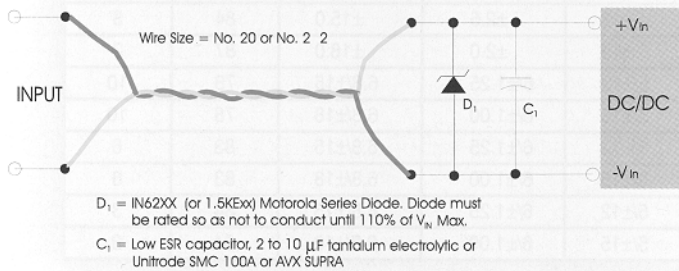 Wire Size = No. 20 or No. 2 2
+VIn
INPUT
D1
C1
DC/DC
-VIn
D1 = IN62XX (or 1.5KExx) Motorola Series Diode. Diode must
be rated so as not to conduct until 110% of VIN Max.
C1 = Low ESR capacitor, 2 to 10 µF tantalum electrolytic or
Unitrode SMC 100A or AVX SUPRA